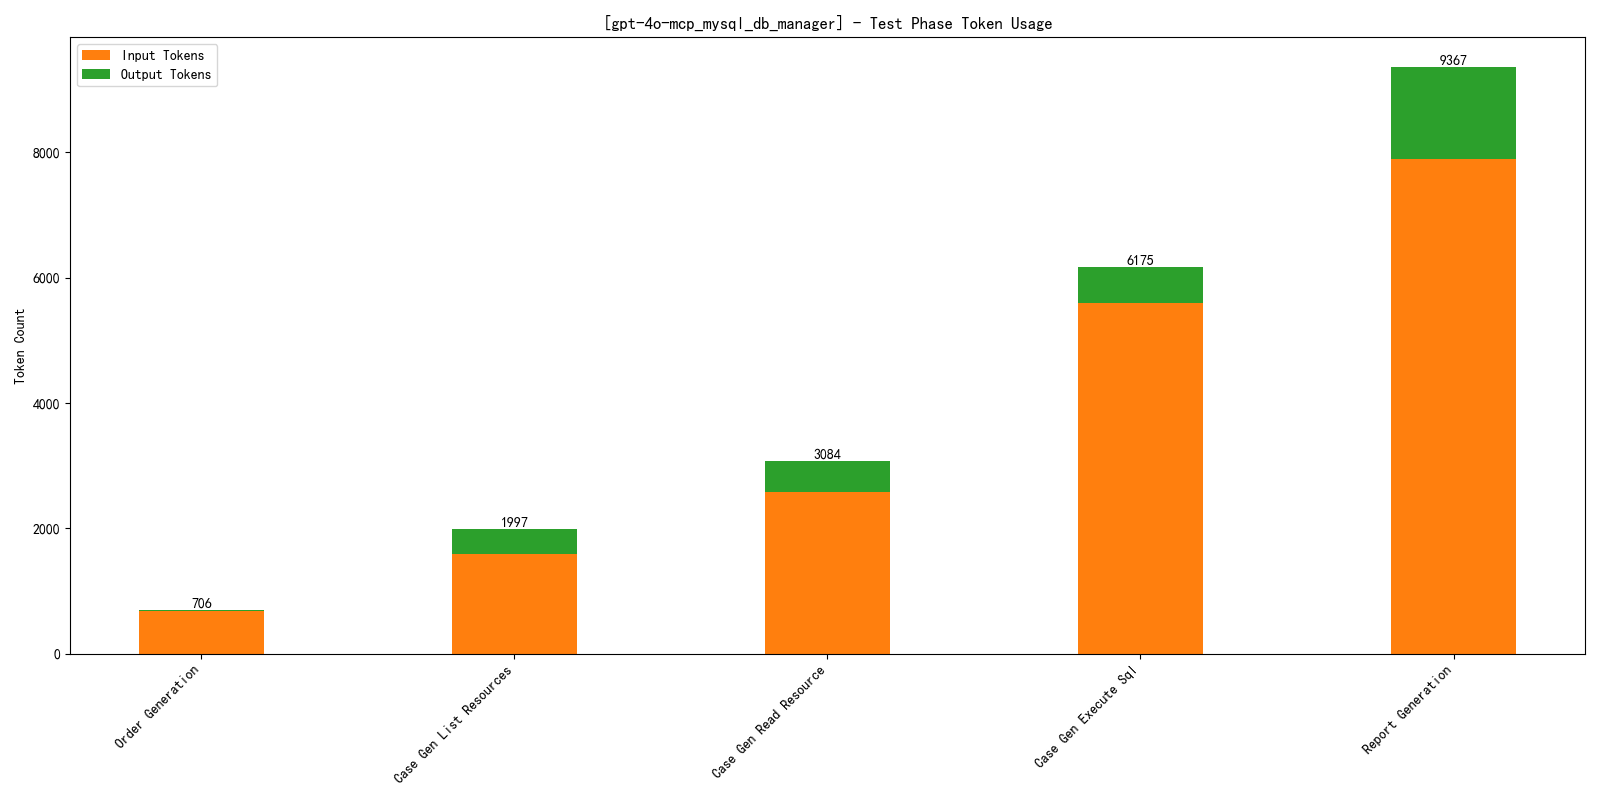 [gpt-4o-mcp_mysql_db_manager] - Test Phase Token Usage
Input Tokens
Output Tokens
Token Count
8000
6000
4000
2000
0
706
1997
3084
6175
9367
Order Generation
Case Gen List Resources
Case Gen Read Resource
Case Gen Execute Sql
Report Generation